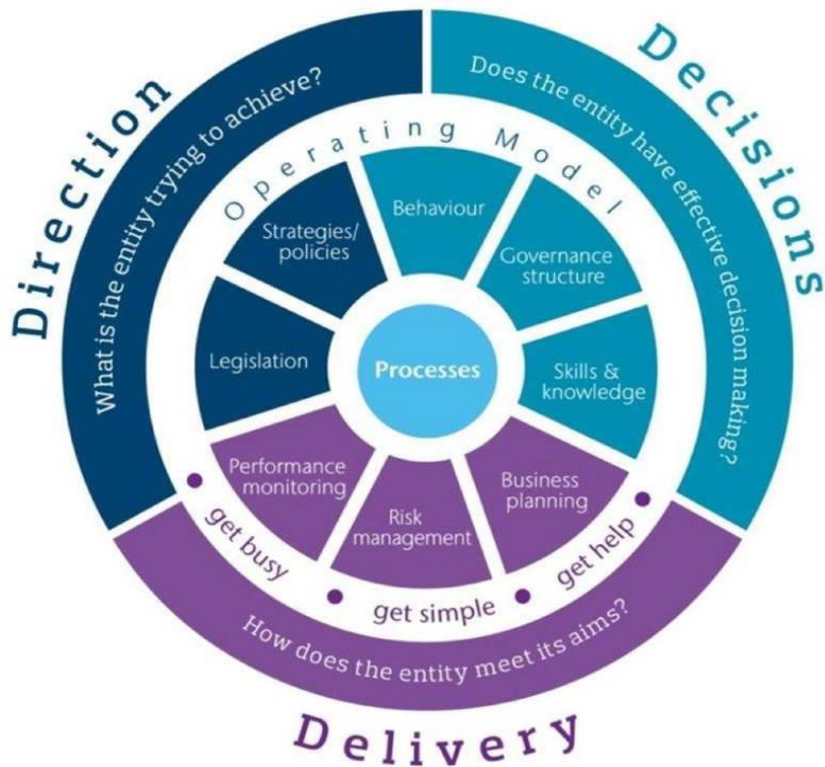 Direction
What is the entity trying to achieve?
Decisions
Does the entity have effective decision making?
Operating Model
Strategies/
policies
Behaviour
Governance
structure
Legislation
Processes
Skills &
knowledge
Performance
monitoring
Risk
management
Business
planning
• get busy • get simple • get help •
How does the entity meet its aims?
Delivery